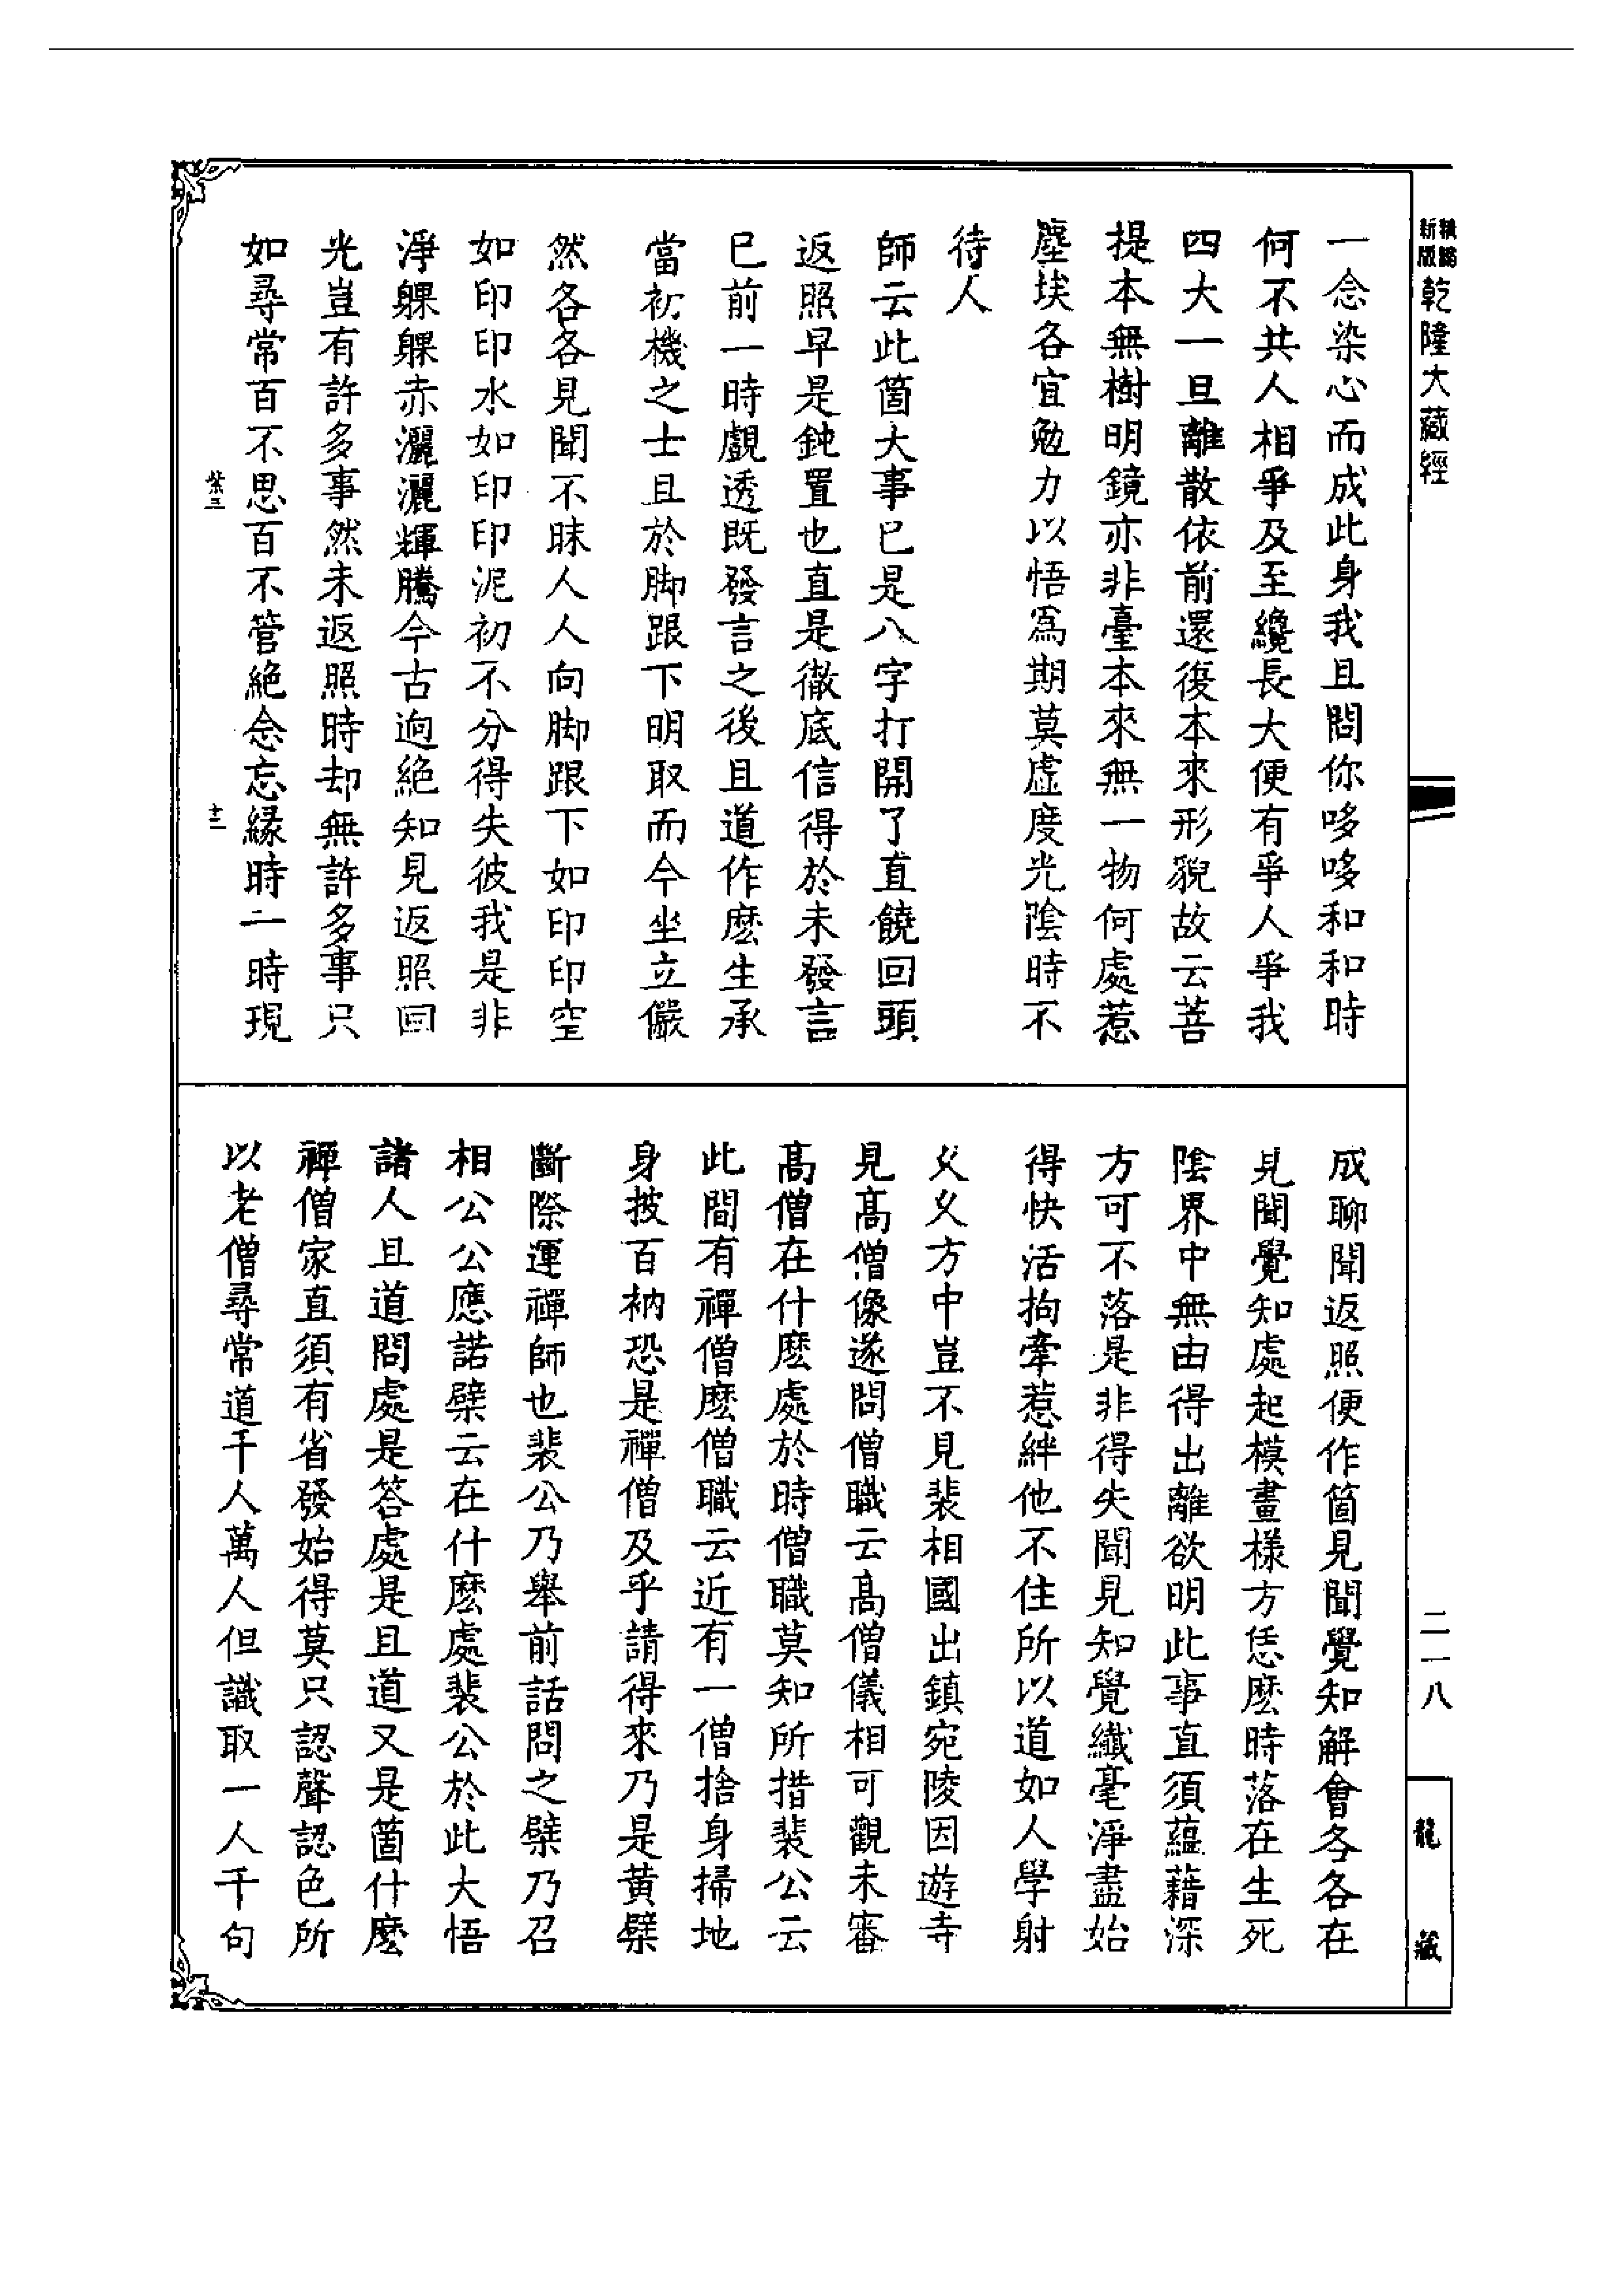 新版
精縮
乾隆大藏經
二一八
龍藏
一念染心而成此身我且問你哆哆和和時
何不共人相爭及至纔長大便有爭人爭我
四大一旦離散依前還復本來形貌故云菩
提本無樹明鏡亦非臺本來無一物何處惹
塵埃各宜勉力以悟為期莫虛度光陰時不
待人
師云此箇大事已是八字打開了直饒回頭
返照早是鈍置也直是徹底信得於未發言
已前一時覷透既發言之後且道作麼生承
當初機之士且於脚跟下明取而今坐立儼
然各各見聞不昧人人向脚跟下如印印空
如印印水如印印泥初不分得失彼我是非
淨躶躶赤灑灑輝騰今古逈絕知見返照回
光豈有許多事然未返照時却無許多事只
如尋常百不思百不管絕念忘緣時二一時現
紫三
十二
成聊聞返照便作箇見聞覺知解會各各在
見聞覺知處起模畫樣方恁麼時落在生死
陰界中無由得出離欲明此事直須蘊藉深
方可不落是非得失聞見知覺纖毫淨盡始
得快活拘牽惹絆他不住所以道如人學射
久久方中豈不見裴相國出鎮宛陵因遊寺
見高僧像遂問僧職云高僧儀相可觀未審
高僧在什麼處於時僧職莫知所措裴公云
此間有禪僧麼僧職云近有一僧捨身掃地
身披百衲恐是禪僧及乎請得來乃是黃檗
斷際運禪師也裴公乃舉前話問之檗乃召
相公公應諾檗云在什麼處裴公於此大悟
諸人且道問處是答處是且道又是箇什麼
禪僧家直須有省發始得莫只認聲認色所
以老僧尋常道千人萬人但識取一人千句